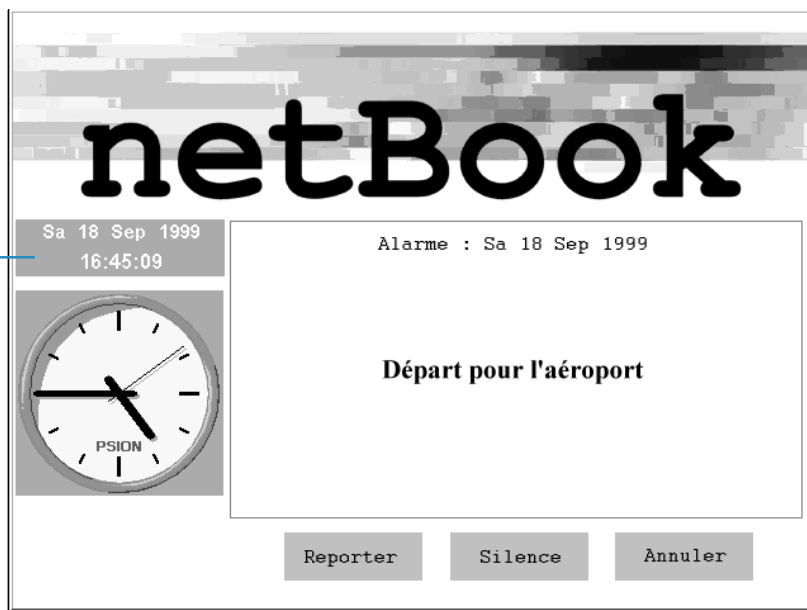 netBook
Sa 18 Sep 1999
16:45:09
Alarme : Sa 18 Sep 1999
Départ pour l'aéroport
PSION
Reporter
Silence
Annuler